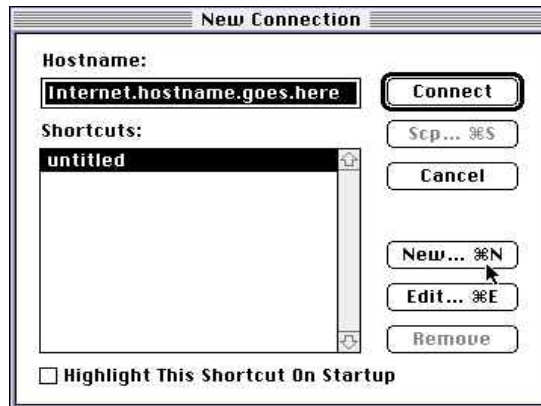 New Connection
Hostname:
Internet.hostname.goes.here
Connect
Shortcuts:
Scp... ⌘S
untitled
Cancel
New... ⌘N
Edit... ⌘E
Remove
Highlight This Shortcut On Startup